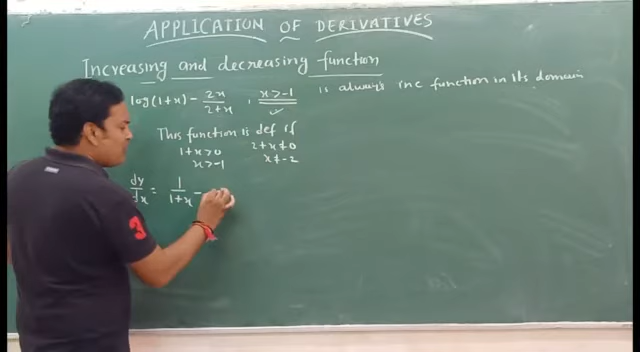 APPLICATION OF DERIVATIVES
Increasing and decreasing function
log(1+x) - 2x/2+x , x>-1 is always inc function in its domain
This function is def if
1+x>0 2+x≠0
x>-1 x≠-2
dy/dx = 1/1+x -
3